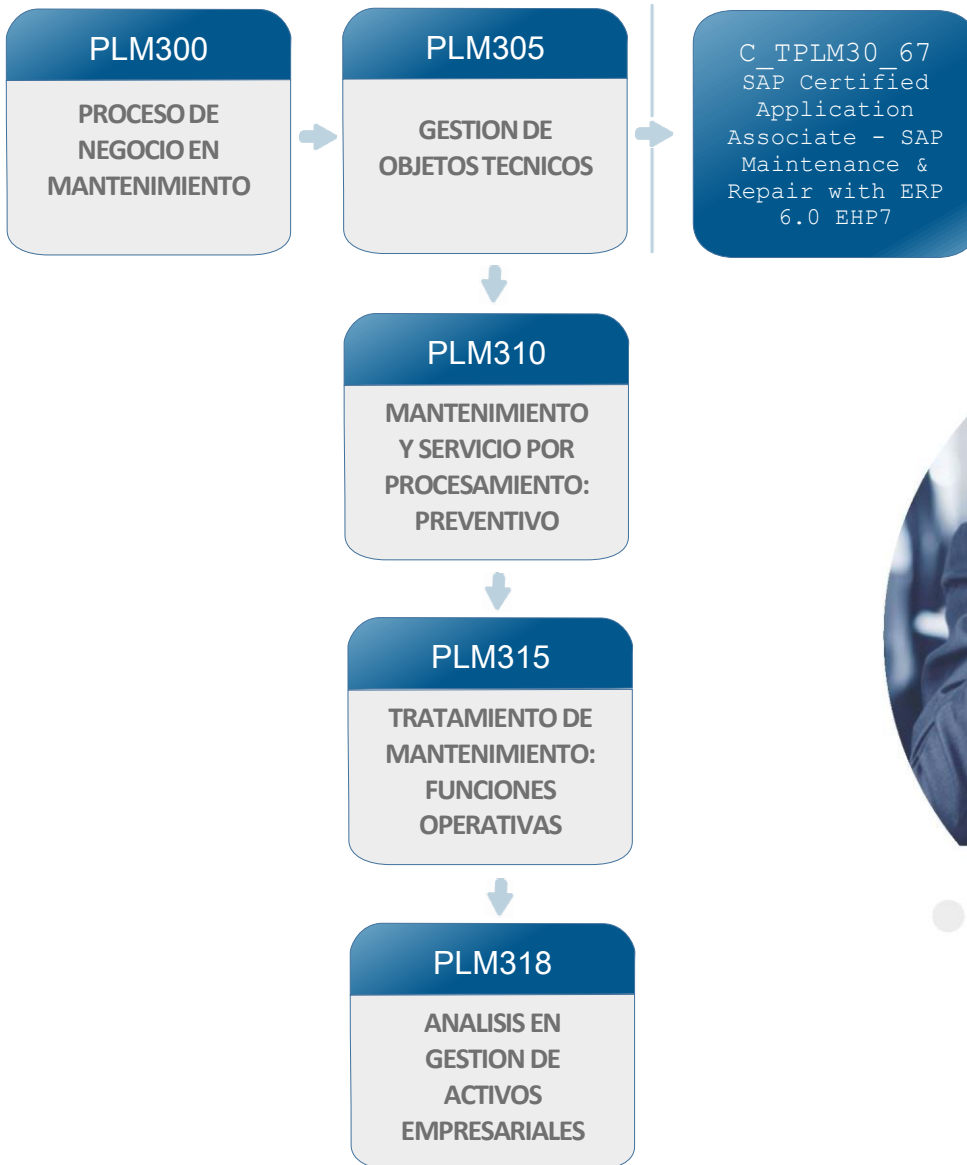 PLM300
PROCESO DE
NEGOCIO EN
MANTENIMIENTO
PLM305
GESTION DE
OBJETOS TECNICOS
C_TPLM30_67
SAP Certified
Application
Associate - SAP
Maintenance &
Repair with ERP
6.0 EHP7
PLM310
MANTENIMIENTO
Y SERVICIO POR
PROCESAMIENTO:
PREVENTIVO
PLM315
TRATAMIENTO DE
MANTENIMIENTO:
FUNCIONES
OPERATIVAS
PLM318
ANALISIS EN
GESTION DE
ACTIVOS
EMPRESARIALES